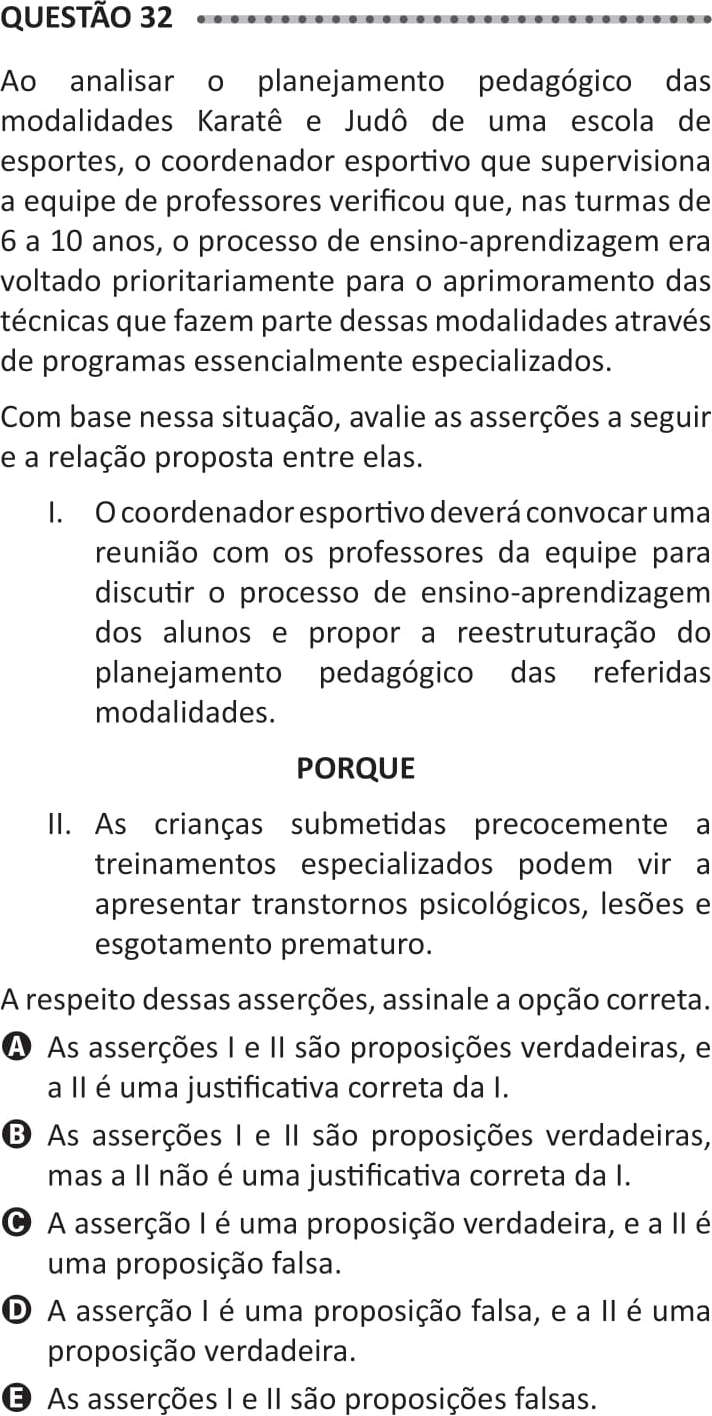 QUESTÃO 32
Ao analisar o planejamento pedagógico das
modalidades Karatê e Judô de uma escola de
esportes, o coordenador esportivo que supervisiona
a equipe de professores verificou que, nas turmas de
6 a 10 anos, o processo de ensino-aprendizagem era
voltado prioritariamente para o aprimoramento das
técnicas que fazem parte dessas modalidades através
de programas essencialmente especializados.
Com base nessa situação, avalie as asserções a seguir
e a relação proposta entre elas.
I. O coordenador esportivo deverá convocar uma
reunião com os professores da equipe para
discutir o processo de ensino-aprendizagem
dos alunos e propor a reestruturação do
planejamento pedagógico das referidas
modalidades.
PORQUE
II. As crianças submetidas precocemente a
treinamentos especializados podem vir a
apresentar transtornos psicológicos, lesões e
esgotamento prematuro.
A respeito dessas asserções, assinale a opção correta.
A As asserções I e II são proposições verdadeiras, e
a II é uma justificativa correta da I.
B As asserções I e II são proposições verdadeiras,
mas a II não é uma justificativa correta da I.
C A asserção I é uma proposição verdadeira, e a II é
uma proposição falsa.
D A asserção I é uma proposição falsa, e a II é uma
proposição verdadeira.
E As asserções I e II são proposições falsas.